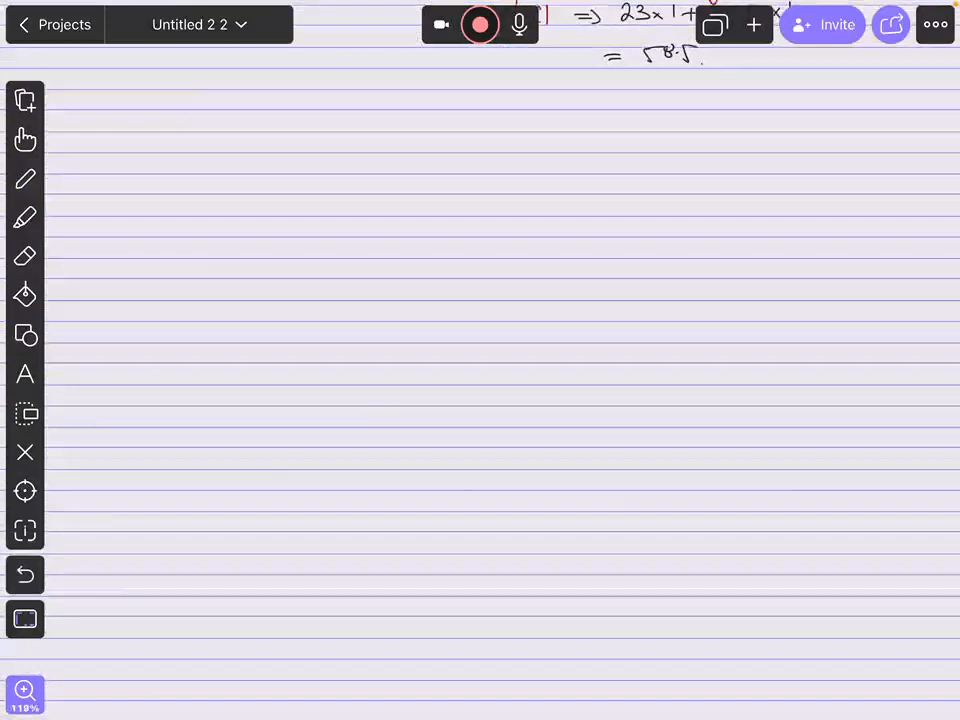 Projects Untitled 2 2 Invite
⇒ 23x1+
= 58.5.
A
119%